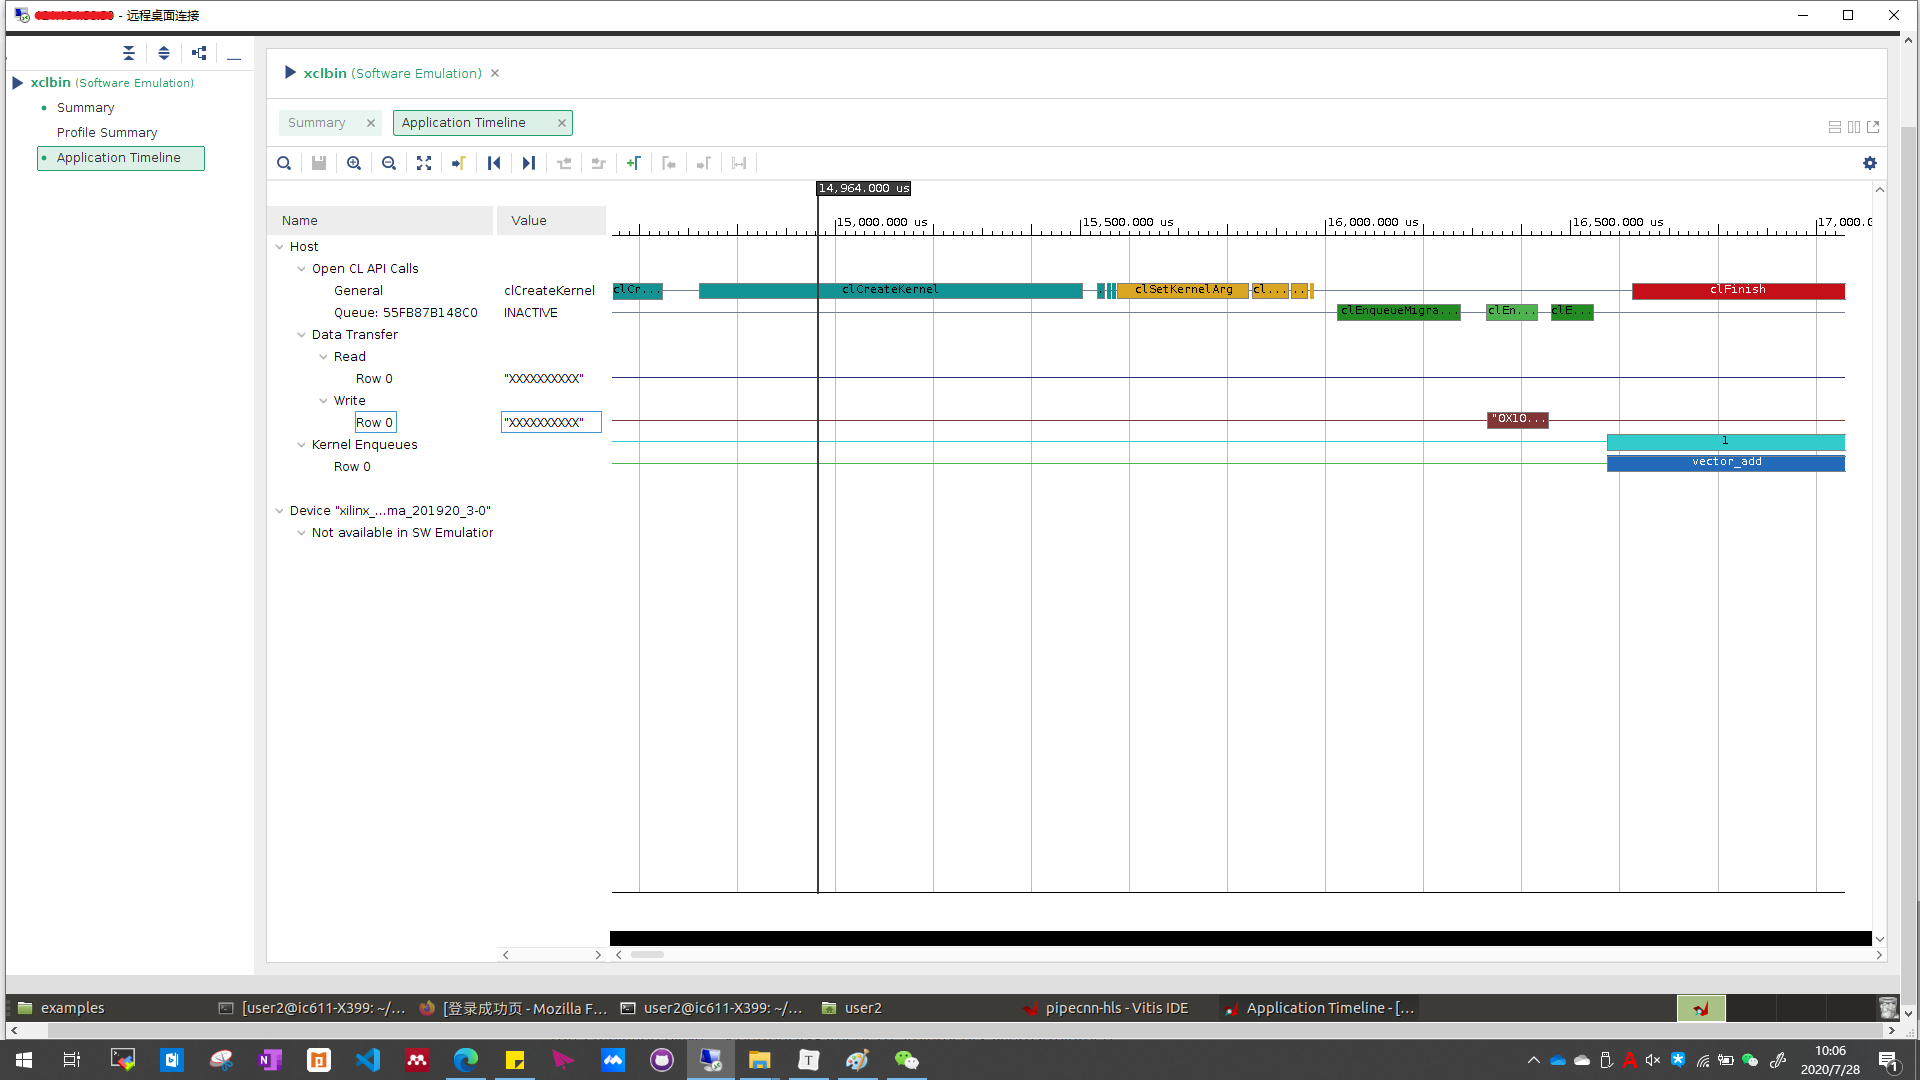 - 远程桌面连接
xclbin (Software Emulation)
Summary
Profile Summary
Application Timeline
xclbin (Software Emulation)
Summary
Application Timeline
14,964.000 us
Name
Value
15,000.000 us
15,500.000 us
16,000.000 us
16,500.000 us
17,000.0
Host
Open CL API Calls
General
clCreateKernel
clCr...
clCreateKernel
clSetKernelArg
cl...
clFinish
Queue: 55FB87B148C0
INACTIVE
clEnqueueMigra...
clEn...
clE...
Data Transfer
Read
Row 0
"XXXXXXXXXX"
Write
Row 0
"XXXXXXXXXX"
"0X10...
Kernel Enqueues
1
Row 0
vector_add
Device "xilinx_...ma_201920_3-0"
Not available in SW Emulation
examples
[user2@ic611-X399: ~/...
[登录成功页 - Mozilla F...
user2@ic611-X399: ~/...
user2
pipecnn-hls - Vitis IDE
Application Timeline - [...
10:06
2020/7/28